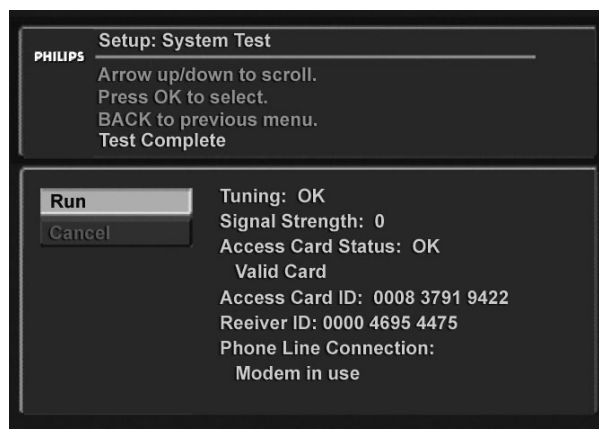 PHILIPS
Setup: System Test
Arrow up/down to scroll.
Press OK to select.
BACK to previous menu.
Test Complete
Run
Cancel
Tuning: OK
Signal Strength: 0
Access Card Status: OK
Valid Card
Access Card ID: 0008 3791 9422
Reeiver ID: 0000 4695 4475
Phone Line Connection:
Modem in use